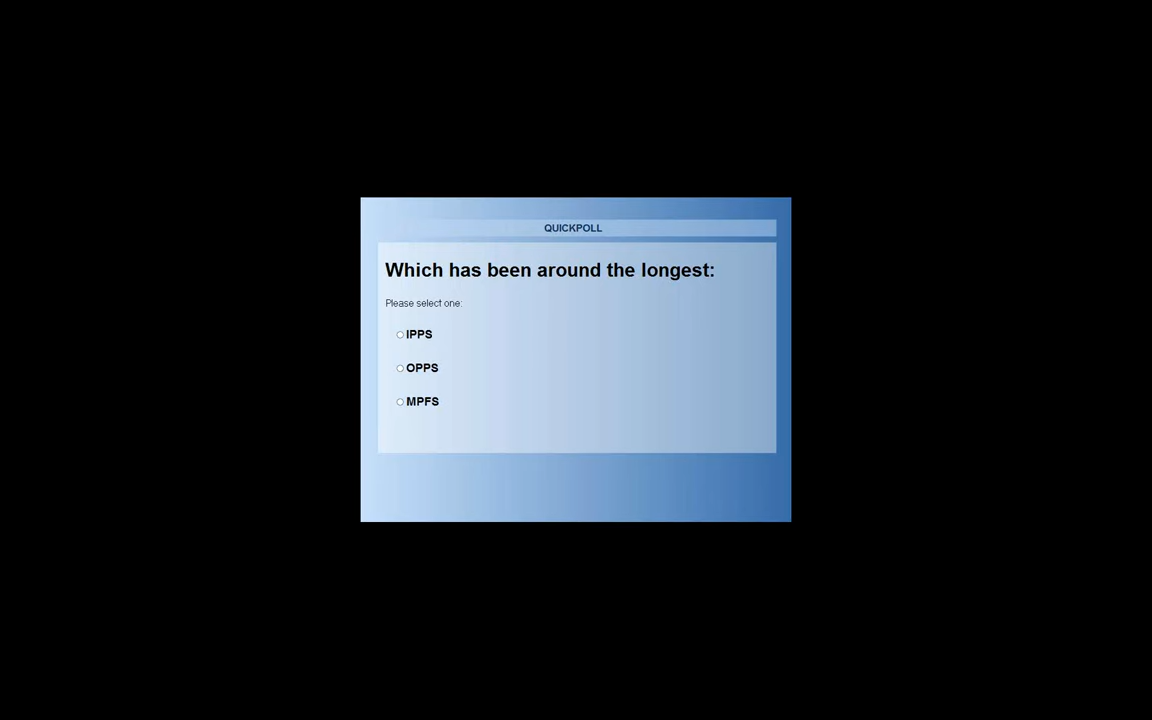 QUICKPOLL
Which has been around the longest:
Please select one:
IPPS
OPPS
MPFS